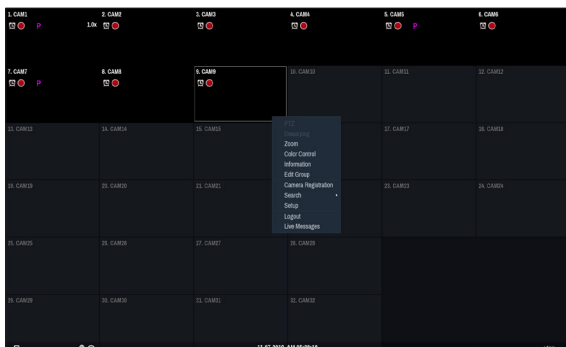 1. CAM1
2. CAM2
3. CAM3
4. CAM4
5. CAM5
6. CAM6
P
1.0x
P
7. CAM7
8. CAM8
9. CAM9
10. CAM10
11. CAM11
12. CAM12
P
13. CAM13
14. CAM14
15. CAM15
17. CAM17
18. CAM18
PTZ
Zoom
Color Control
Information
Edit Group
Camera Registration
Search
Setup
Logout
Live Messages
19. CAM19
20. CAM20
21. CAM21
23. CAM23
24. CAM24
25. CAM25
26. CAM26
27. CAM27
28. CAM28
29. CAM29
30. CAM30
31. CAM31
32. CAM32